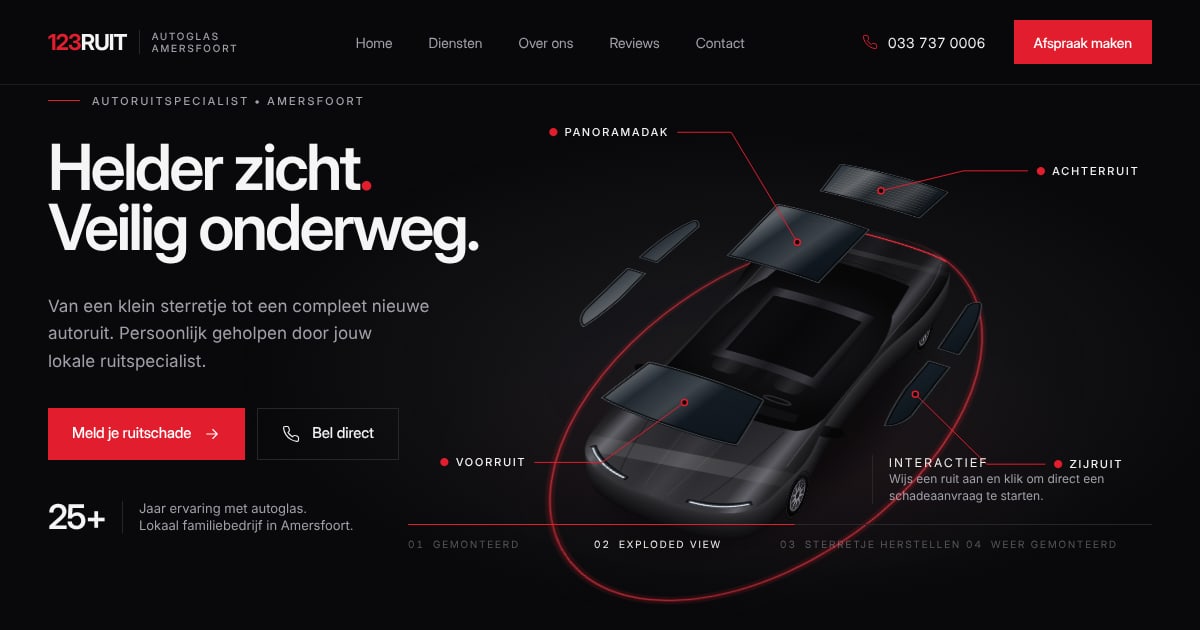 123RUIT
AUTOGLAS
AMERSFOORT
Home
Diensten
Over ons
Reviews
Contact
033 737 0006
Afspraak maken
AUTORUITSPECIALIST • AMERSFOORT
Helder zicht.
Veilig onderweg.
Van een klein sterretje tot een compleet nieuwe
autoruit. Persoonlijk geholpen door jouw
lokale ruitspecialist.
Meld je ruitschade
Bel direct
25+
Jaar ervaring met autoglas.
Lokaal familiebedrijf in Amersfoort.
PANORAMADAK
ACHTERRUIT
VOORRUIT
ZIJRUIT
INTERACTIEF
Wijs een ruit aan en klik om direct een
schadeaanvraag te starten.
01 GEMONTEERD
02 EXPLODED VIEW
03 STERRETJE HERSTELLEN
04 WEER GEMONTEERD